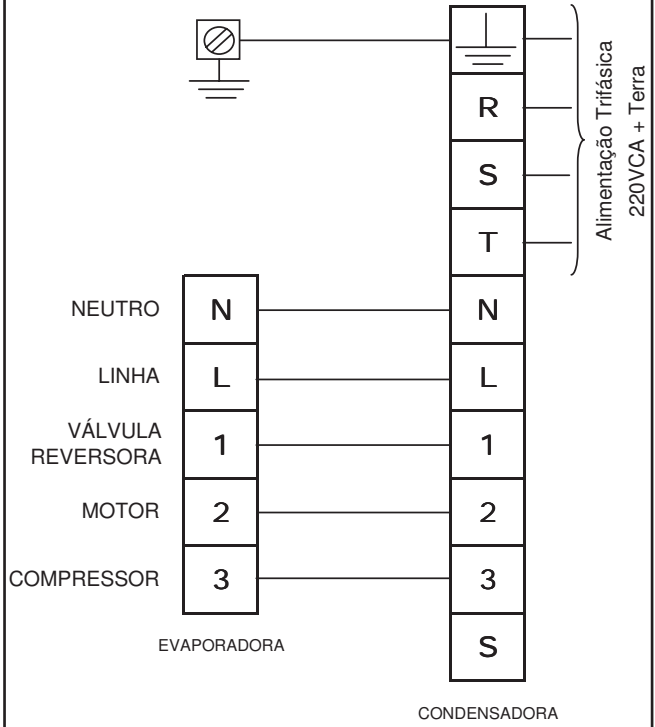 R
S
T
Alimentação Trifásica
220VCA + Terra
NEUTRO N N
LINHA L L
VÁLVULA
REVERSORA 1 1
MOTOR 2 2
COMPRESSOR 3 3
S
EVAPORADORA
CONDENSADORA